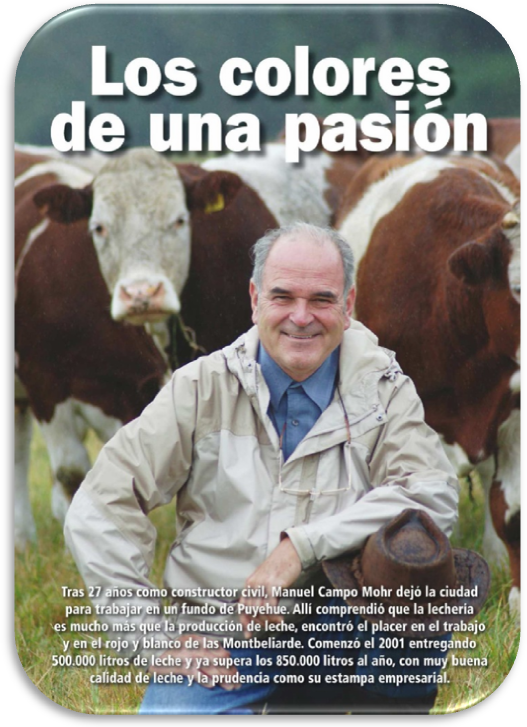 Los colores
de una pasión
Tras 27 años como constructor civil, Manuel Campo Mohr dejó la ciudad
para trabajar en un fundo de Puyehue. Allí comprendió que la lechería
es mucho más que la producción de leche, encontró el placer en el trabajo
y en el rojo y blanco de las Montbeliarde. Comenzó el 2001 entregando
500.000 litros de leche y ya supera los 850.000 litros al año, con muy buena
calidad de leche y la prudencia como su estampa empresarial.